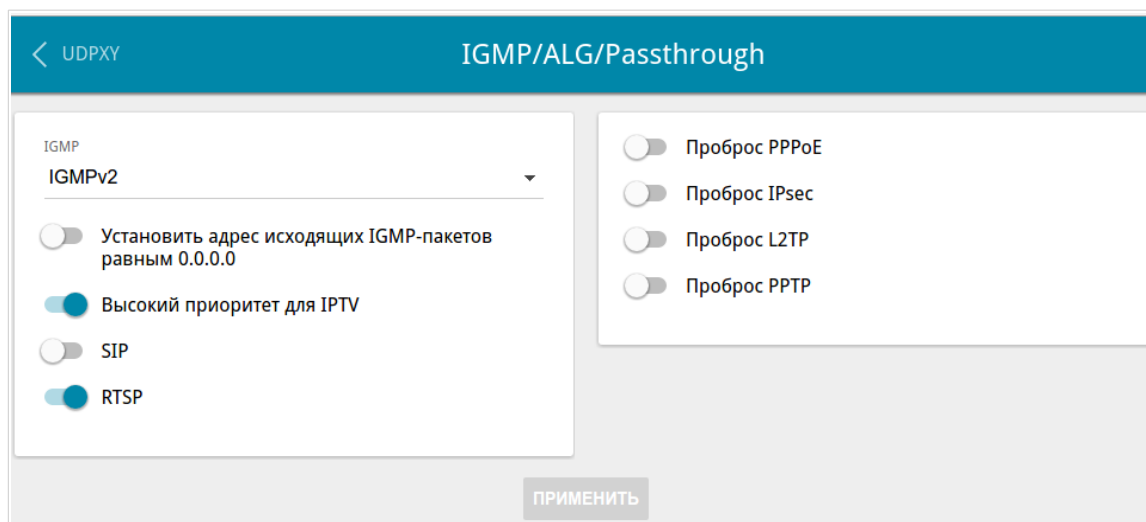 UDPXY
IGMP/ALG/Passthrough
IGMP
IGMPv2
Установить адрес исходящих IGMP-пакетов
равным 0.0.0.0
Высокий приоритет для IPTV
SIP
RTSP
Проброс PPPoE
Проброс IPsec
Проброс L2TP
Проброс PPTP
ПРИМЕНИТЬ